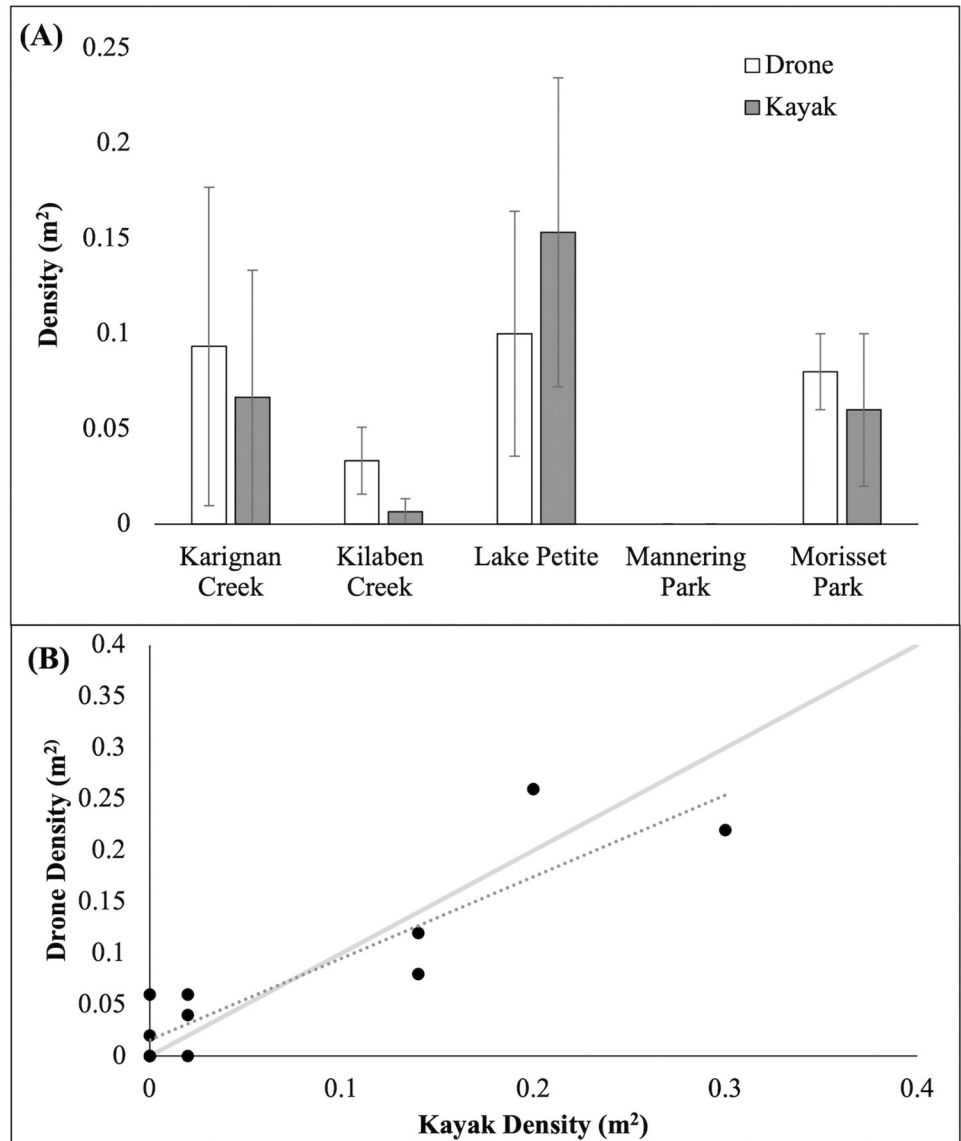 (A)
0.25
0.2
0.15
0.1
0.05
0
Density (m²)
Drone
Kayak
Karignan
Creek
Kilaben
Creek
Lake Petite
Mannering
Park
Morisset
Park
(B)
0.4
0.35
0.3
0.25
0.2
0.15
0.1
0.05
0
Drone Density (m²)
0 0.1 0.2 0.3 0.4
Kayak Density (m²)